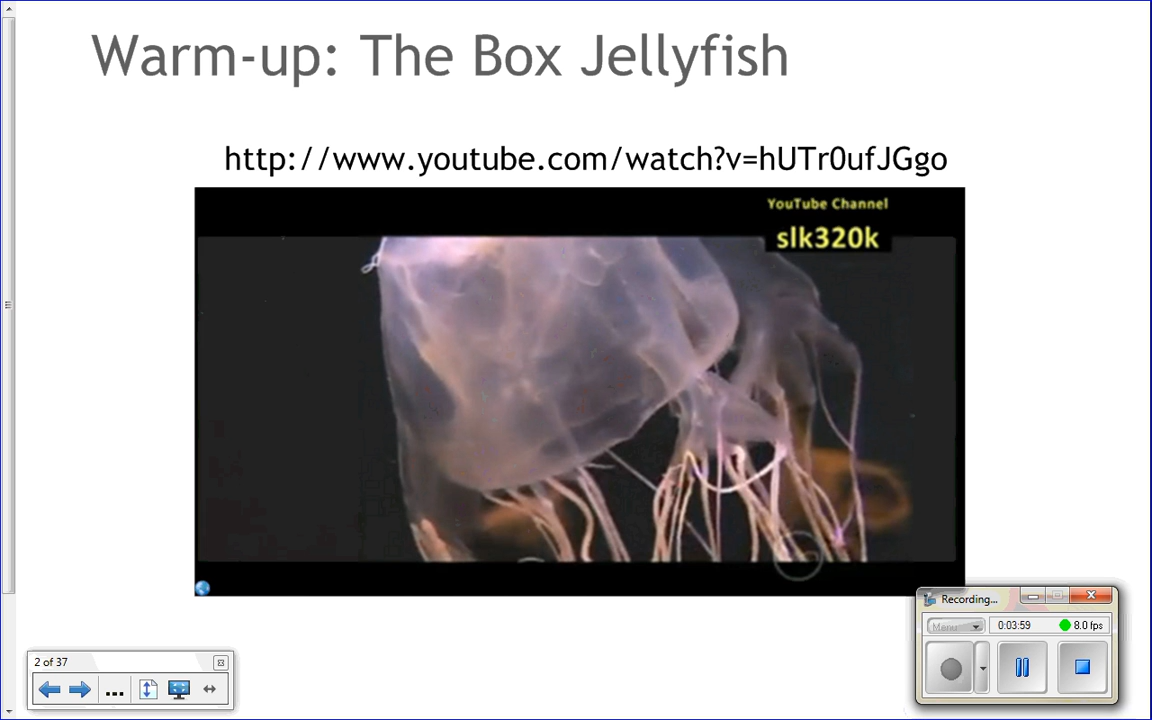 Warm-up: The Box Jellyfish
http://www.youtube.com/watch?v=hUTr0ufJGgo
YouTube Channel
slk320k
Recording...
Menu
0:03:59
8.0 fps
2 of 37